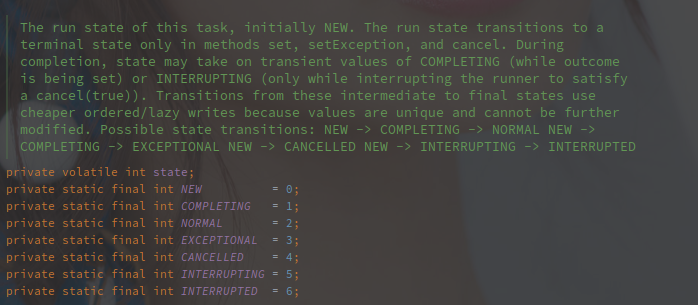 The run state of this task, initially NEW. The run state transitions to a
terminal state only in methods set, setException, and cancel. During
completion, state may take on transient values of COMPLETING (while outcome
is being set) or INTERRUPTING (only while interrupting the runner to satisfy
a cancel(true)). Transitions from these intermediate to final states use
cheaper ordered/lazy writes because values are unique and cannot be further
modified. Possible state transitions: NEW -> COMPLETING -> NORMAL NEW ->
COMPLETING -> EXCEPTIONAL NEW -> CANCELLED NEW -> INTERRUPTING -> INTERRUPTED
private volatile int state;
private static final int NEW          = 0;
private static final int COMPLETING   = 1;
private static final int NORMAL       = 2;
private static final int EXCEPTIONAL  = 3;
private static final int CANCELLED    = 4;
private static final int INTERRUPTING = 5;
private static final int INTERRUPTED  = 6;